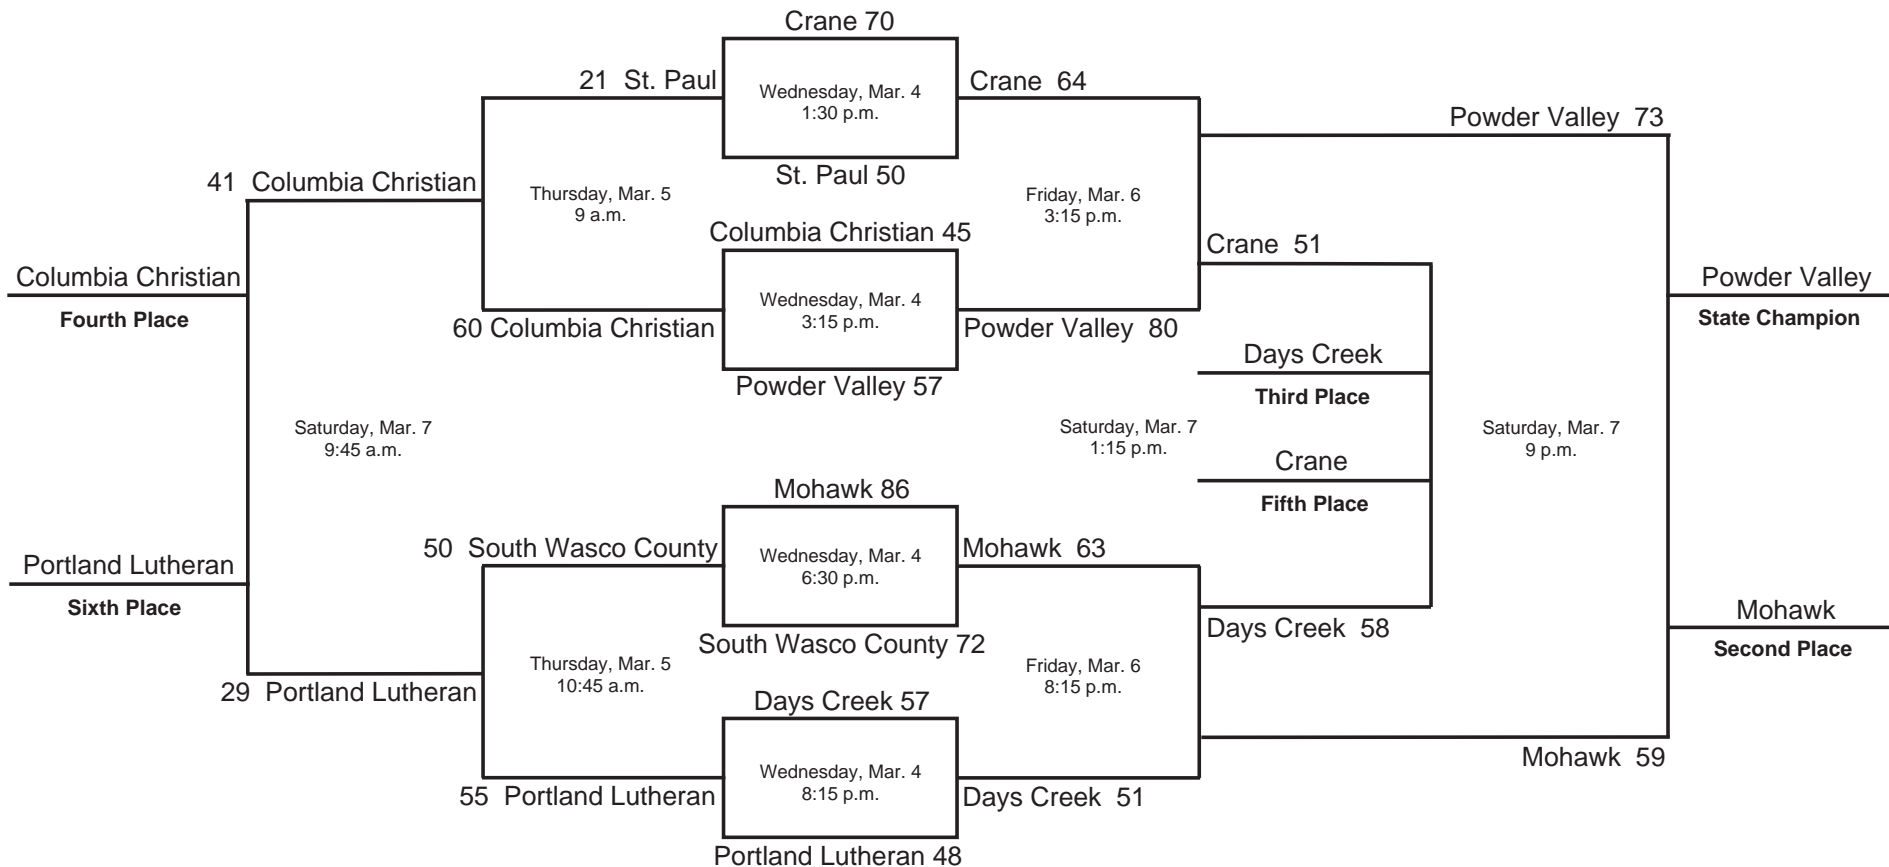 Crane 70
21 St. Paul
Wednesday, Mar. 4
1:30 p.m.
Crane 64
St. Paul 50
Powder Valley 73
41 Columbia Christian
Thursday, Mar. 5
9 a.m.
Friday, Mar. 6
3:15 p.m.
Columbia Christian 45
Crane 51
Columbia Christian
Fourth Place
Wednesday, Mar. 4
3:15 p.m.
60 Columbia Christian
Powder Valley 80
Powder Valley 57
Powder Valley
State Champion
Days Creek
Third Place
Saturday, Mar. 7
9:45 a.m.
Saturday, Mar. 7
1:15 p.m.
Saturday, Mar. 7
9 p.m.
Crane
Fifth Place
Mohawk 86
50 South Wasco County
Wednesday, Mar. 4
6:30 p.m.
Mohawk 63
Portland Lutheran
Sixth Place
South Wasco County 72
Days Creek 58
Mohawk
Second Place
Thursday, Mar. 5
10:45 a.m.
Friday, Mar. 6
8:15 p.m.
29 Portland Lutheran
Days Creek 57
Wednesday, Mar. 4
8:15 p.m.
Mohawk 59
55 Portland Lutheran
Days Creek 51
Portland Lutheran 48